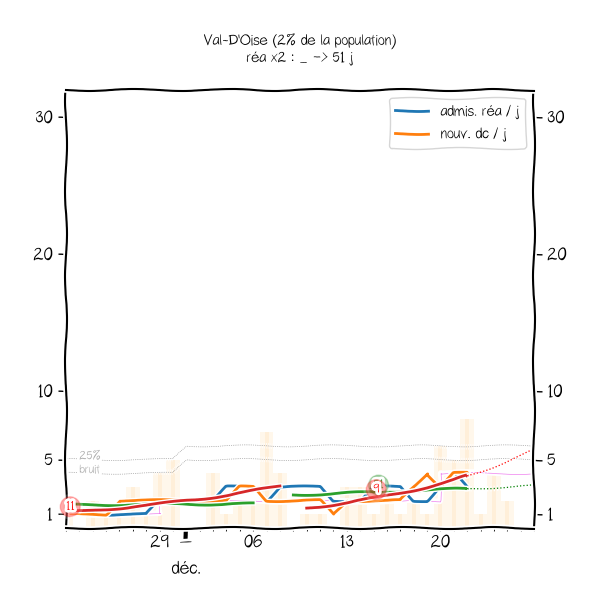 Val-D'Oise (2% de la population)
réa x2 : _ -> 51 j
admis. réa / j
nouv. dc / j
30
30
20
20
10
10
5
5
25%
bruit
11
9
1
1
29
06
13
20
déc.